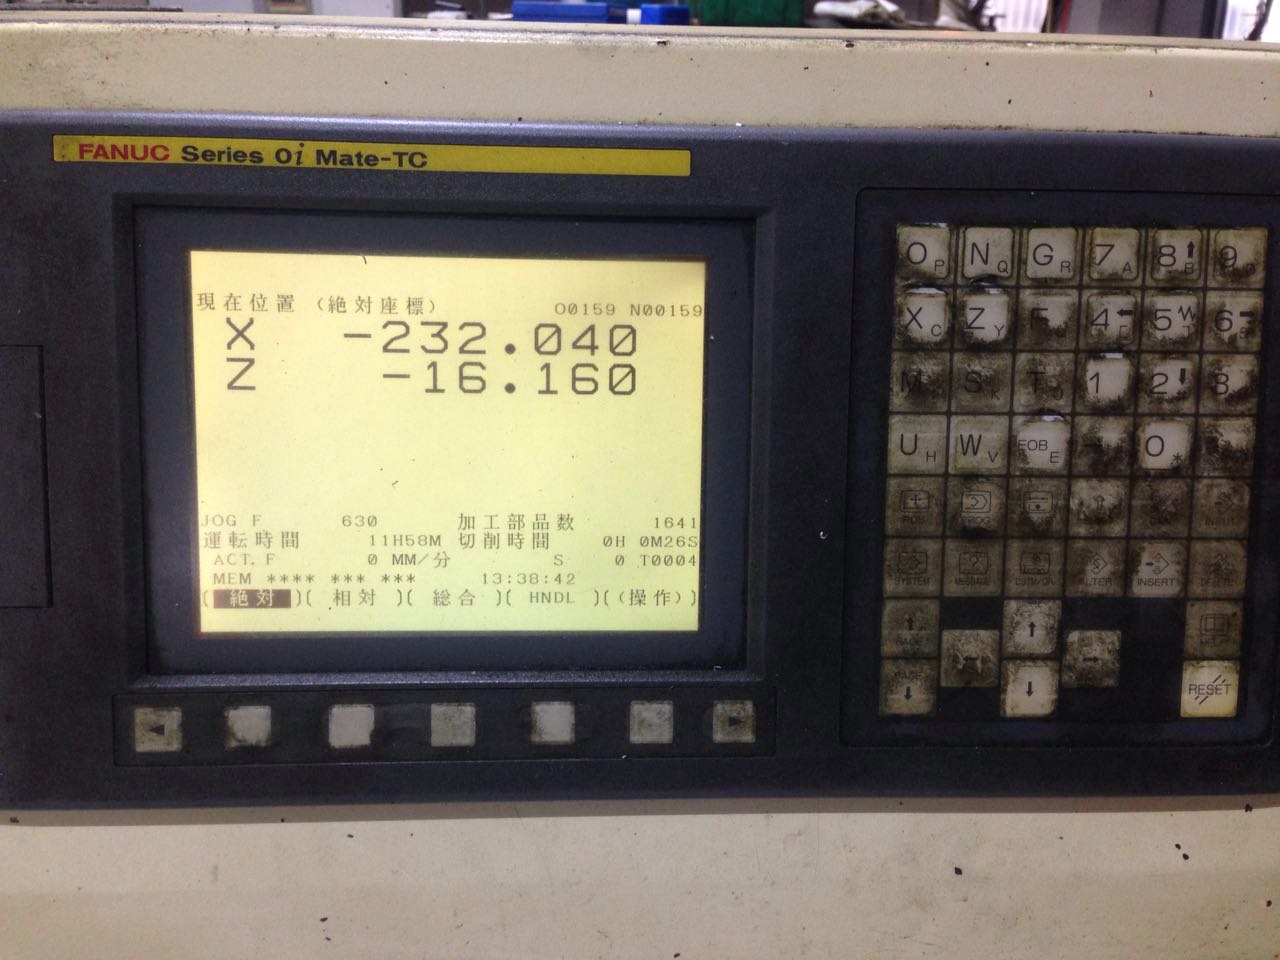 FANUC Series 0i Mate-TC
現在位置 (絶対座標) O0159 N00159
X -232.040
Z -16.160
JOG F 630 加工部品数 1641
運転時間 11H58M 切削時間 0H 0M26S
ACT.F 0 MM/分 S 0 T0004
MEM **** *** *** 13:38:42
( 絶対 )( 相対 )( 総合 )( HNDL )((操作))
O P N Q G R 7 A 8 B 9
X C Z Y F 4 5 6
M S K T 1 2 3
U H W V EOB E 0 *
POS PROG
SYSTEM MESSAGE ALTER INSERT DELETE
PAGE
PAGE RESET